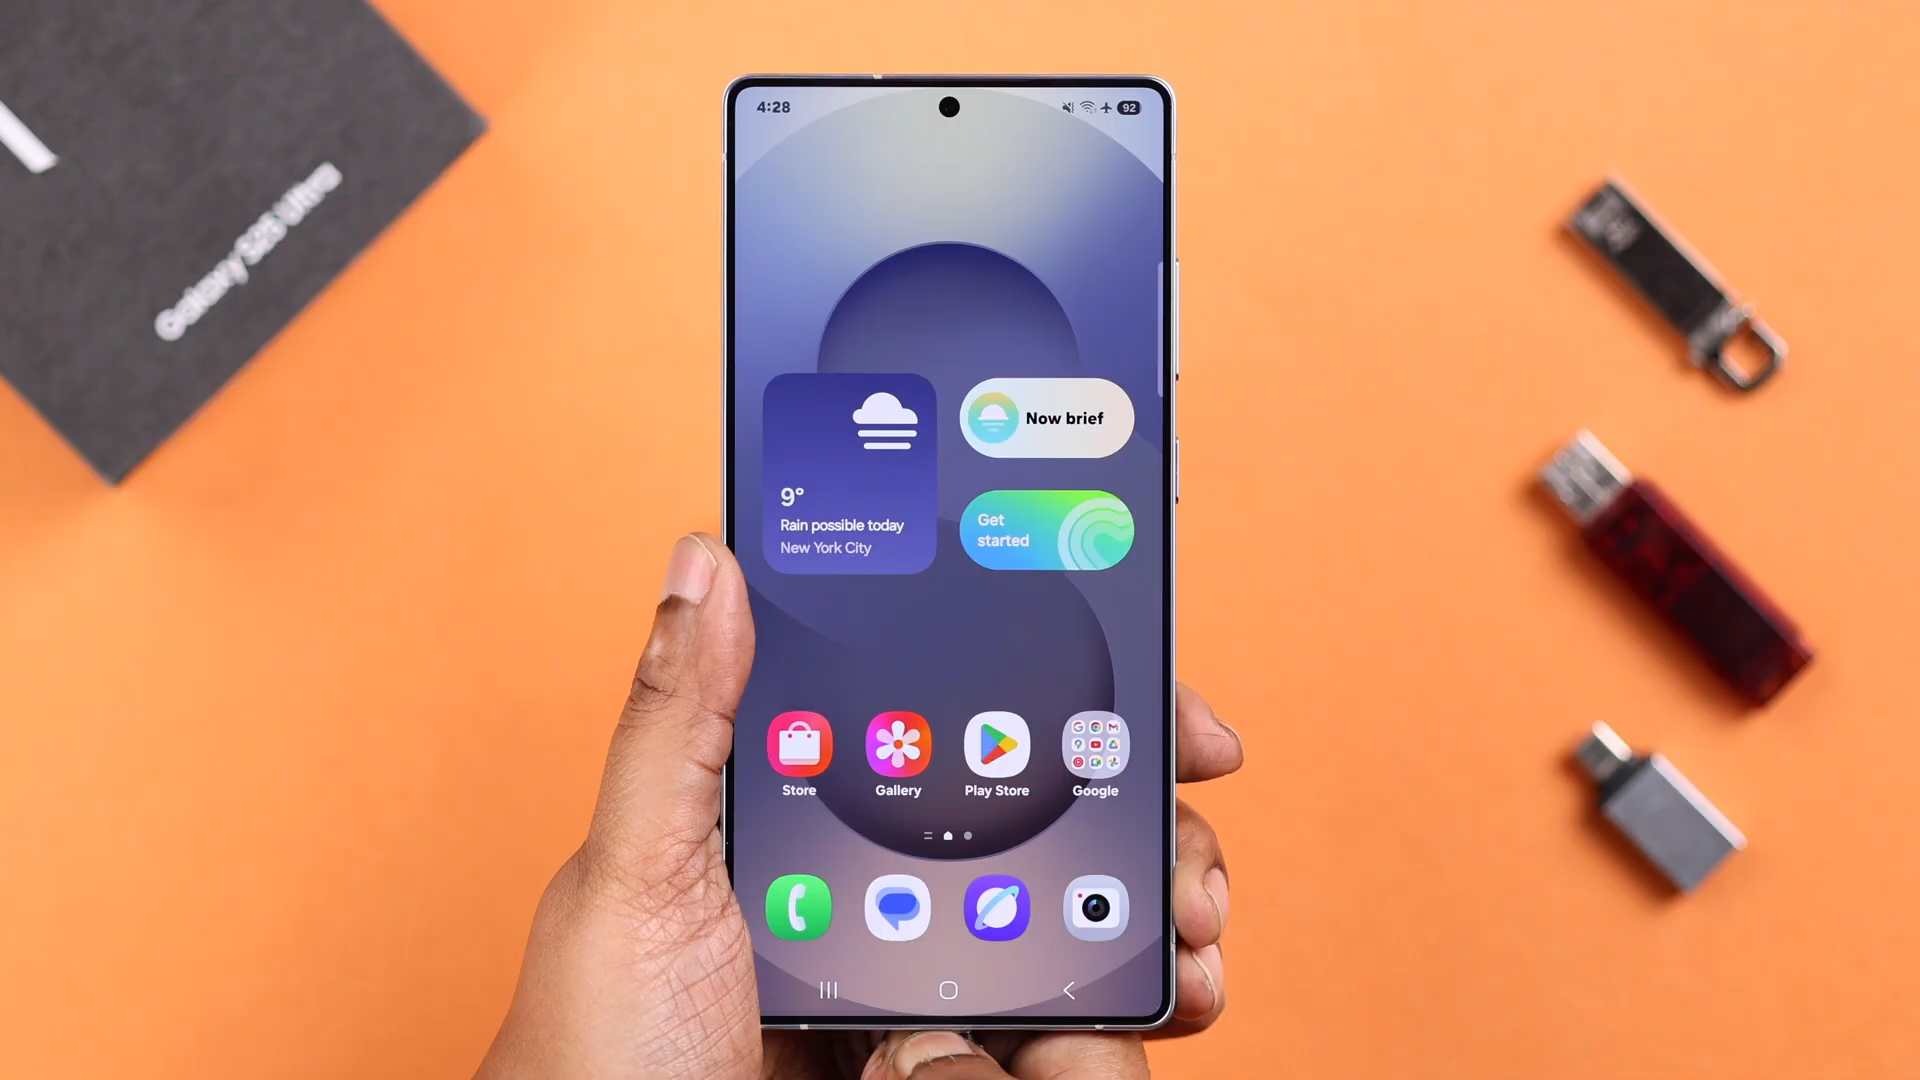 Galaxy S25 Ultra
4:28
92
Now brief
9°
Rain possible today
New York City
Get
started
Store
Gallery
Play Store
Google